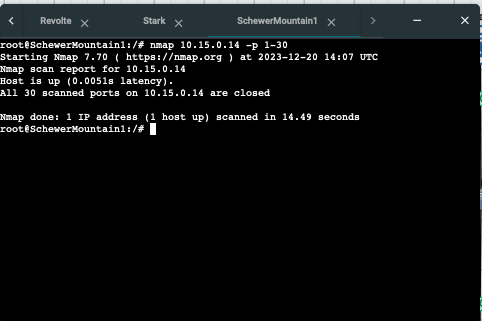 Revolte Stark SchewerMountain1
root@SchewerMountain1:/# nmap 10.15.0.14 -p 1-30
Starting Nmap 7.70 ( https://nmap.org ) at 2023-12-20 14:07 UTC
Nmap scan report for 10.15.0.14
Host is up (0.0051s latency).
All 30 scanned ports on 10.15.0.14 are closed
Nmap done: 1 IP address (1 host up) scanned in 14.49 seconds
root@SchewerMountain1:/#